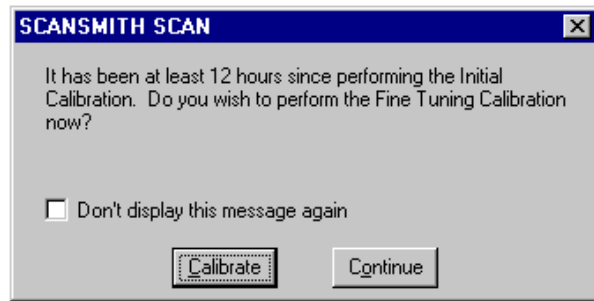 SCANSMITH SCAN
It has been at least 12 hours since performing the Initial
Calibration. Do you wish to perform the Fine Tuning Calibration
now?
Don't display this message again
Calibrate Continue